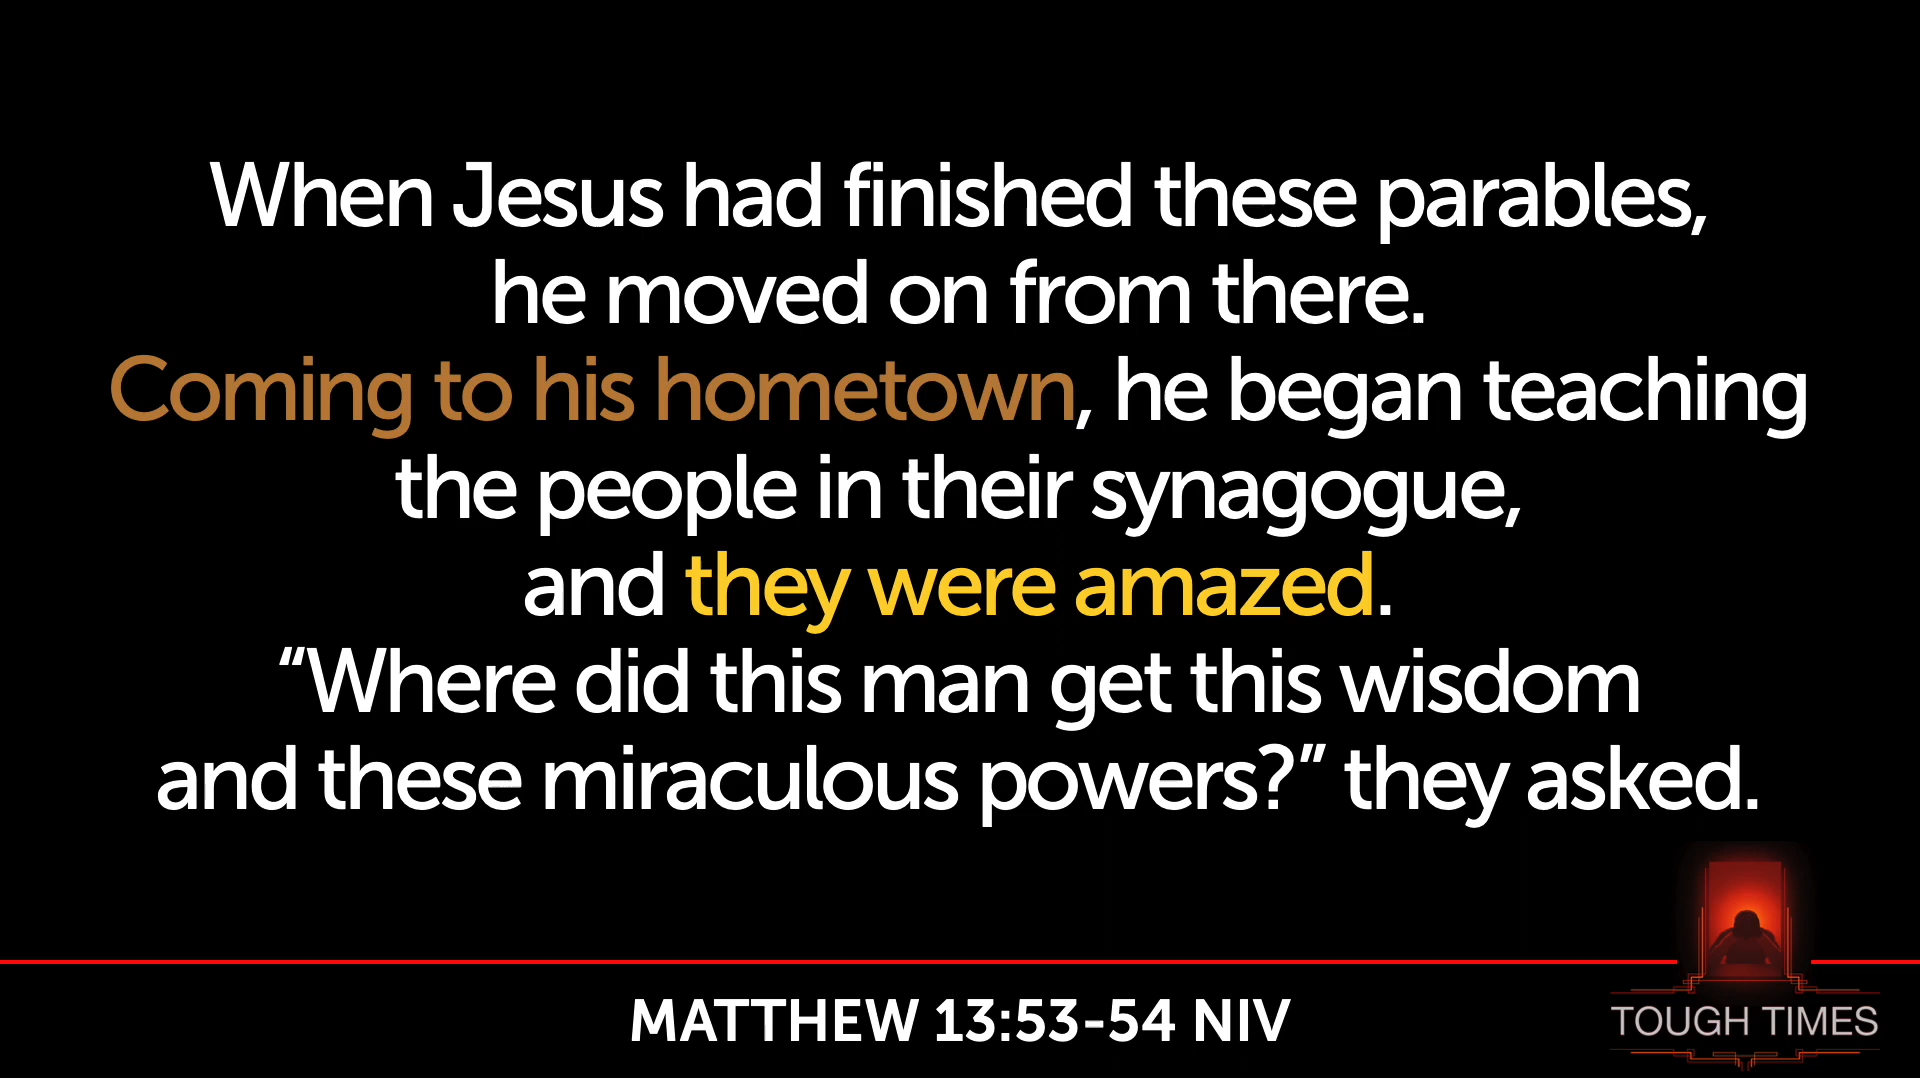 When Jesus had finished these parables,
he moved on from there.
Coming to his hometown, he began teaching
the people in their synagogue,
and they were amazed.
“Where did this man get this wisdom
and these miraculous powers?” they asked.
MATTHEW 13:53-54 NIV
TOUGH TIMES